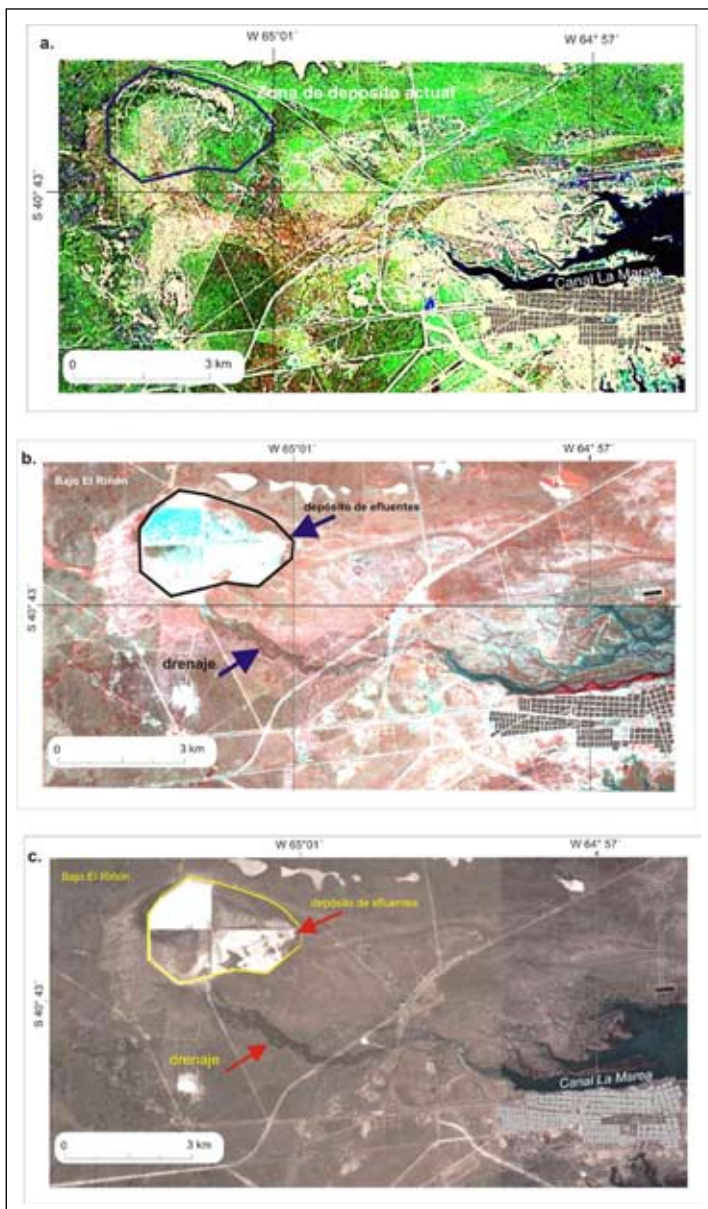 a.
W 65°01´
W 64° 57´
Zona de depósito actual
S 40° 43´
Canal La Marea
0
3 km
b.
W 65°01´
W 64° 57´
Bajo El Riñón
depósito de efluentes
S 40° 43´
drenaje
0
3 km
c.
W 65°01´
W 64° 57´
Bajo El Riñón
depósito de efluentes
S 40° 43´
drenaje
Canal La Marea
0
3 km